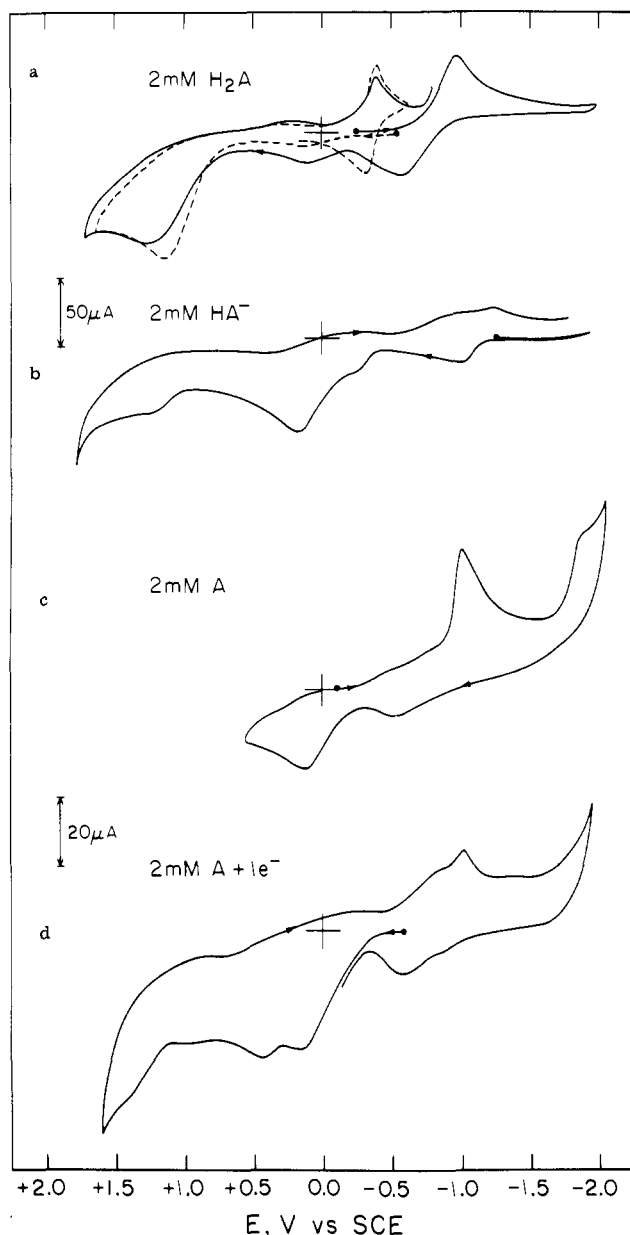 a
2mM H₂A
50μA
2mM HA⁻
b
c
2mM A
20μA
2mM A + 1e⁻
d
+2.0 +1.5 +1.0 +0.5 0.0 -0.5 -1.0 -1.5 -2.0
E, V vs SCE